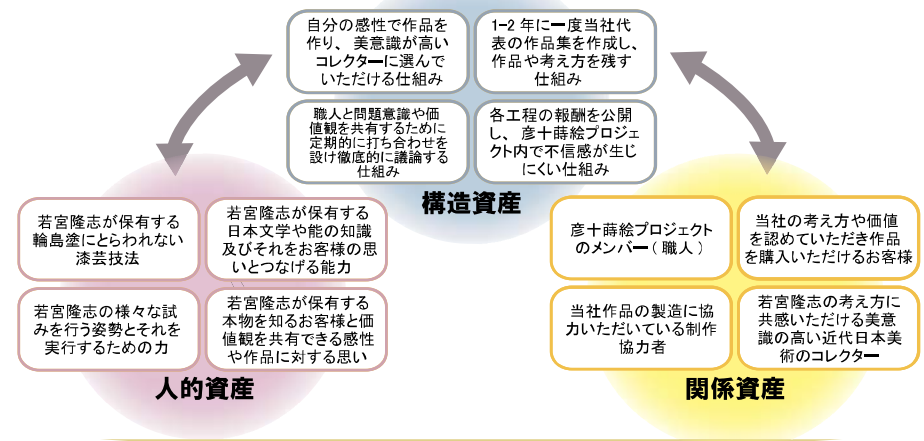 自分の感性で作品を
作り、美意識が高い
コレクターに選んで
いただける仕組み
1-2 年に一度当社代
表の作品集を作成し、
作品や考え方を残す
仕組み
職人と問題意識や価
値観を共有するために
定期的に打ち合わせを
設け徹底的に議論する
仕組み
各工程の報酬を公開
し、彦十蒔絵プロジェ
クト内で不信感が生じ
にくい仕組み
構造資産
若宮隆志が保有する
輪島塗にとらわれない
漆芸技法
若宮隆志が保有する
日本文学や能の知識
及びそれをお客様の思
いとつなげる能力
若宮隆志の様々な試
みを行う姿勢とそれを
実行するための力
若宮隆志が保有する
本物を知るお客様と価
値観を共有できる感性
や作品に対する思い
人的資産
彦十蒔絵プロジェクト
のメンバー（職人）
当社の考え方や価値
を認めていただき作品
を購入いただけるお客様
当社作品の製造に協
力いただいている制作
協力者
若宮隆志の考え方に
共感いただける美意
識の高い近代日本美
術のコレクター
関係資産